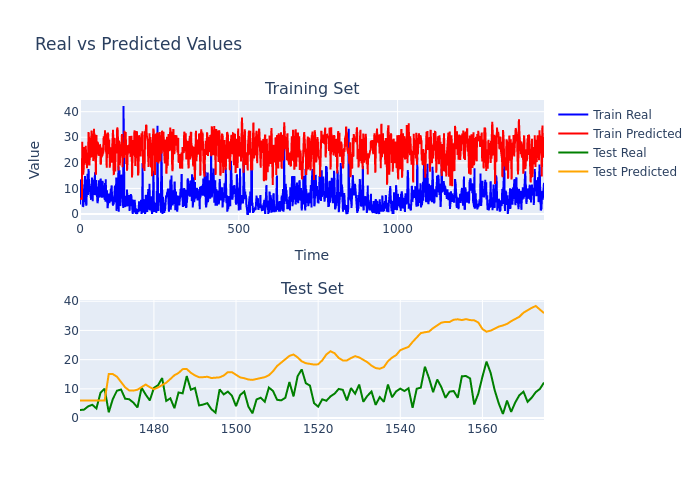 Real vs Predicted Values
Training Set
Value
40
30
20
10
0
0
500
1000
Time
Train Real
Train Predicted
Test Real
Test Predicted
Test Set
40
30
20
10
0
1480
1500
1520
1540
1560